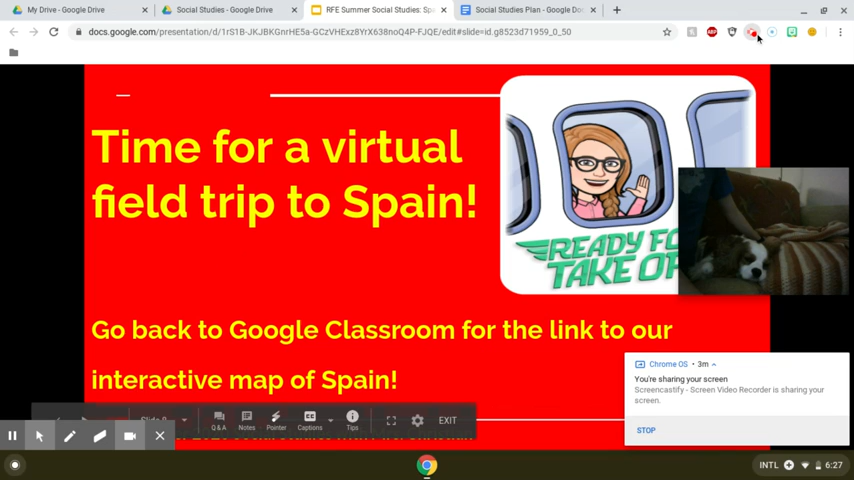 My Drive - Google Drive
Social Studies - Google Drive
RFE Summer Social Studies: Spa
Social Studies Plan - Google Doc
docs.google.com/presentation/d/1rS1B-JKJBKGnrHE5a-GCzVHExz8YrX638noQ4P-FJQE/edit#slide=id.g8523d71959_0_50
ABP
Time for a virtual
field trip to Spain!
READY FO
TAKE OF
Go back to Google Classroom for the link to our
interactive map of Spain!
Chrome OS • 3m
You're sharing your screen
Screencastify - Screen Video Recorder is sharing your
screen.
STOP
Q & A
Notes
Pointer
Captions
Tips
EXIT
INTL
6:27